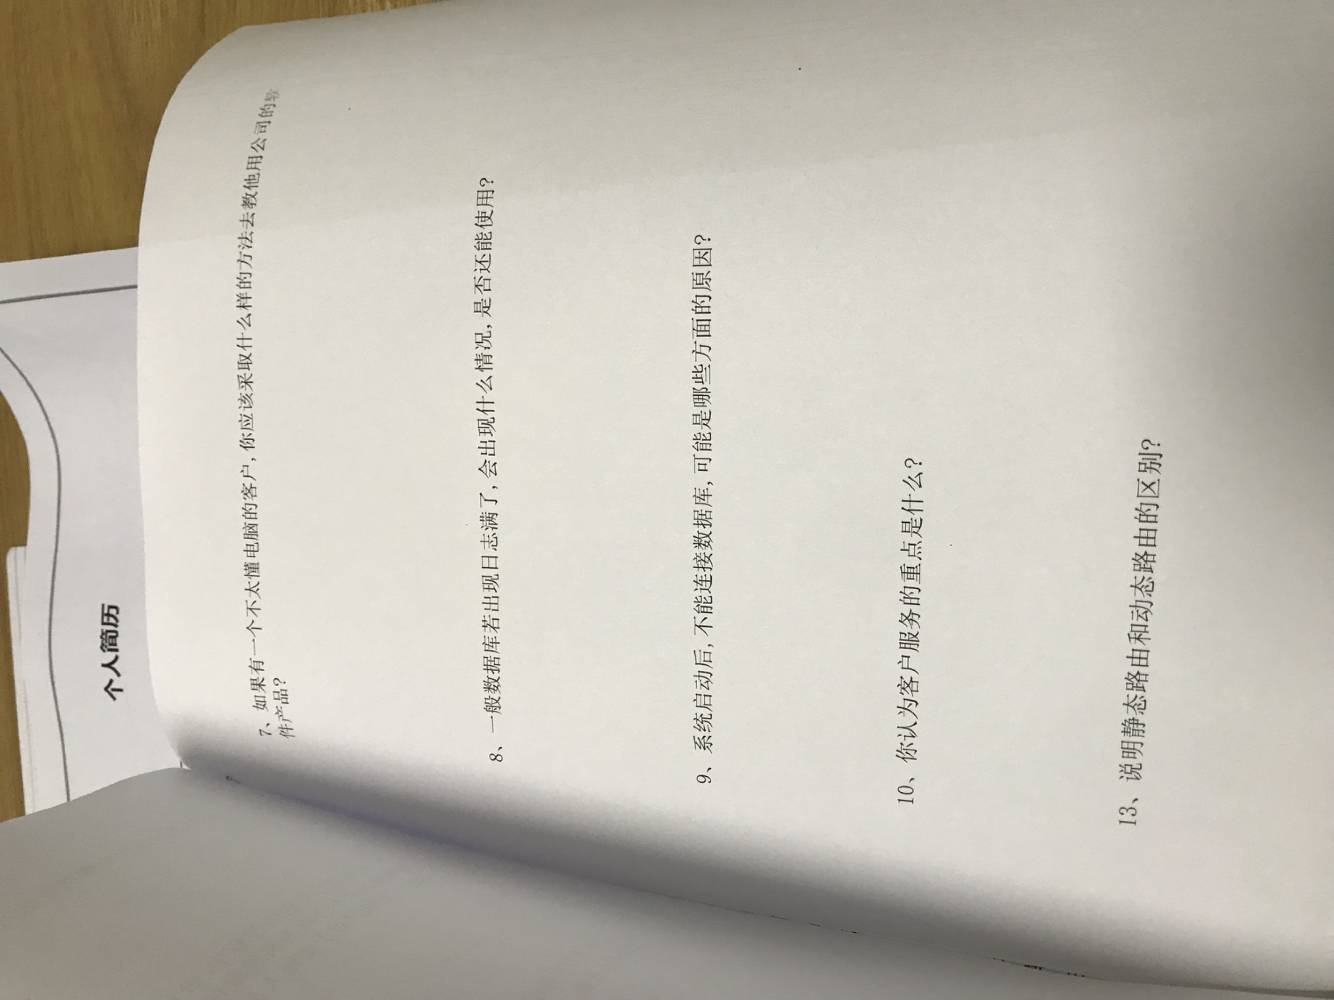 个人简历
7、如果有一个不太懂电脑的客户,你应该采取什么样的方法去教他用公司的软
件产品?
8、一般数据库若出现日志满了,会出现什么情况,是否还能使用?
9、系统启动后,不能连接数据库,可能是哪些方面的原因?
10、你认为客户服务的重点是什么?
13、说明静态路由和动态路由的区别?